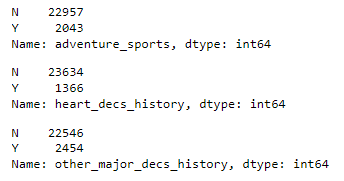 N    22957
Y     2043
Name: adventure_sports, dtype: int64
N    23634
Y     1366
Name: heart_decs_history, dtype: int64
N    22546
Y     2454
Name: other_major_decs_history, dtype: int64